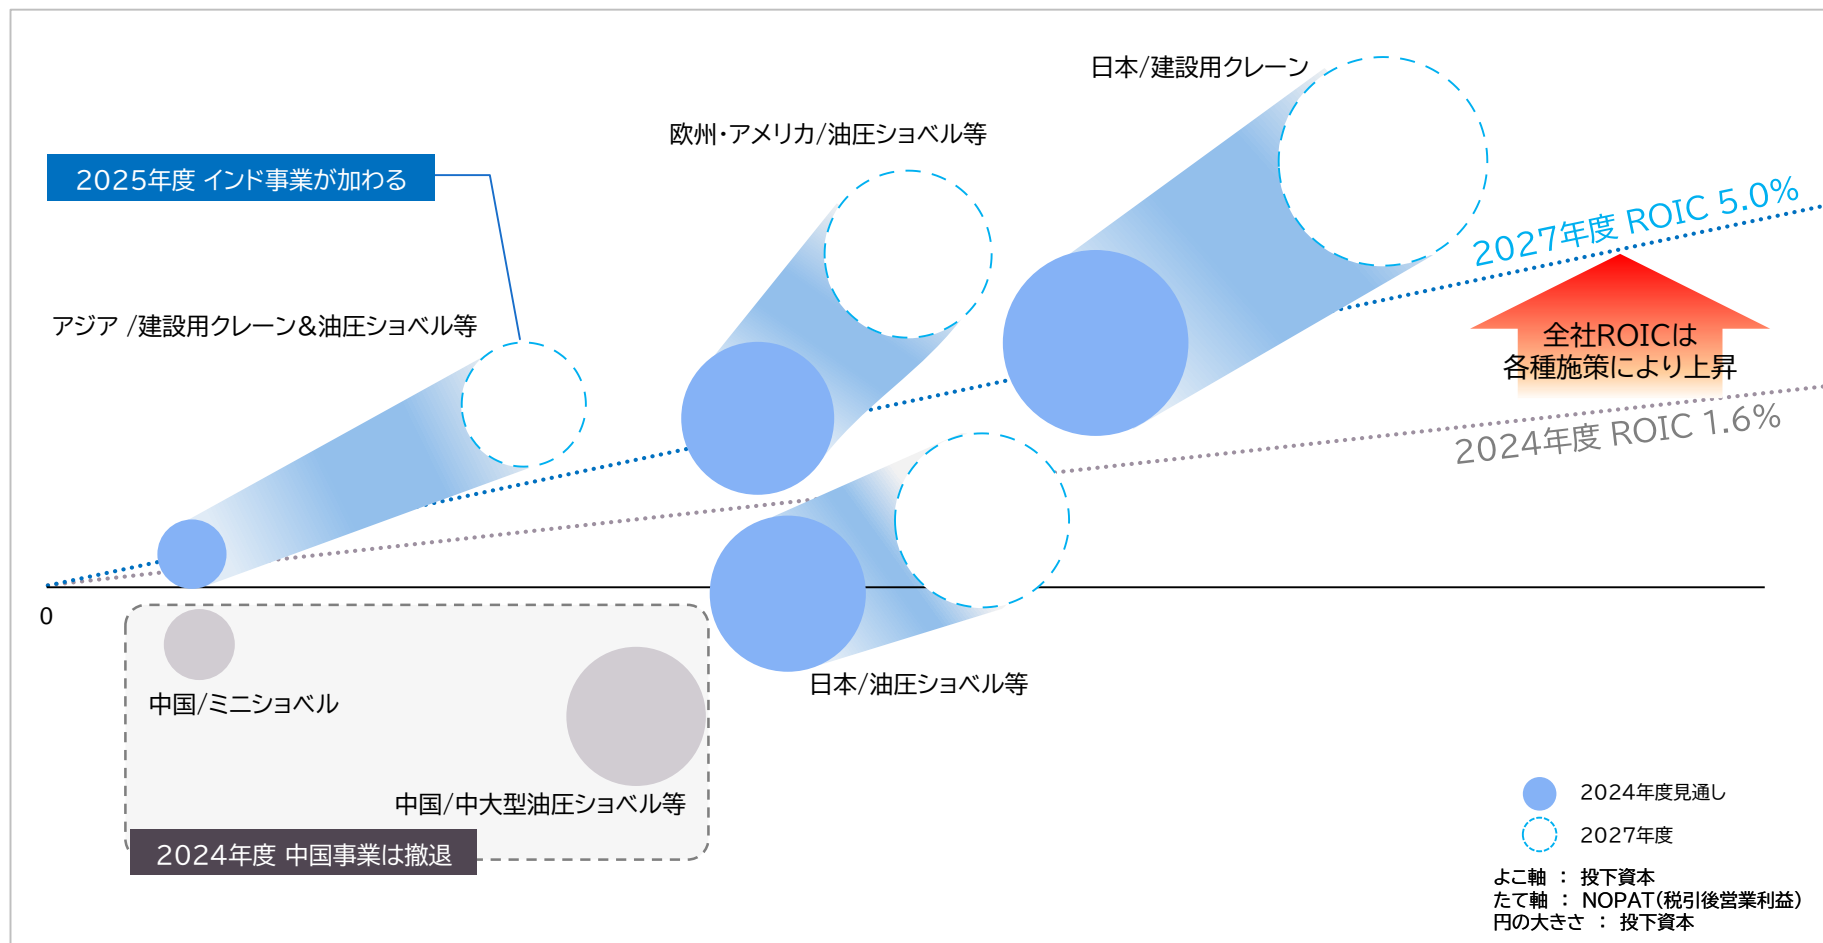 日本/建設用クレーン
欧州・アメリカ/油圧ショベル等
2025年度 インド事業が加わる
2027年度 ROIC 5.0%
アジア /建設用クレーン&油圧ショベル等
全社ROICは
各種施策により上昇
2024年度 ROIC 1.6%
0
日本/油圧ショベル等
中国/ミニショベル
中国/中大型油圧ショベル等
2024年度 中国事業は撤退
2024年度見通し
2027年度
よこ軸 : 投下資本
たて軸 : NOPAT(税引後営業利益)
円の大きさ : 投下資本